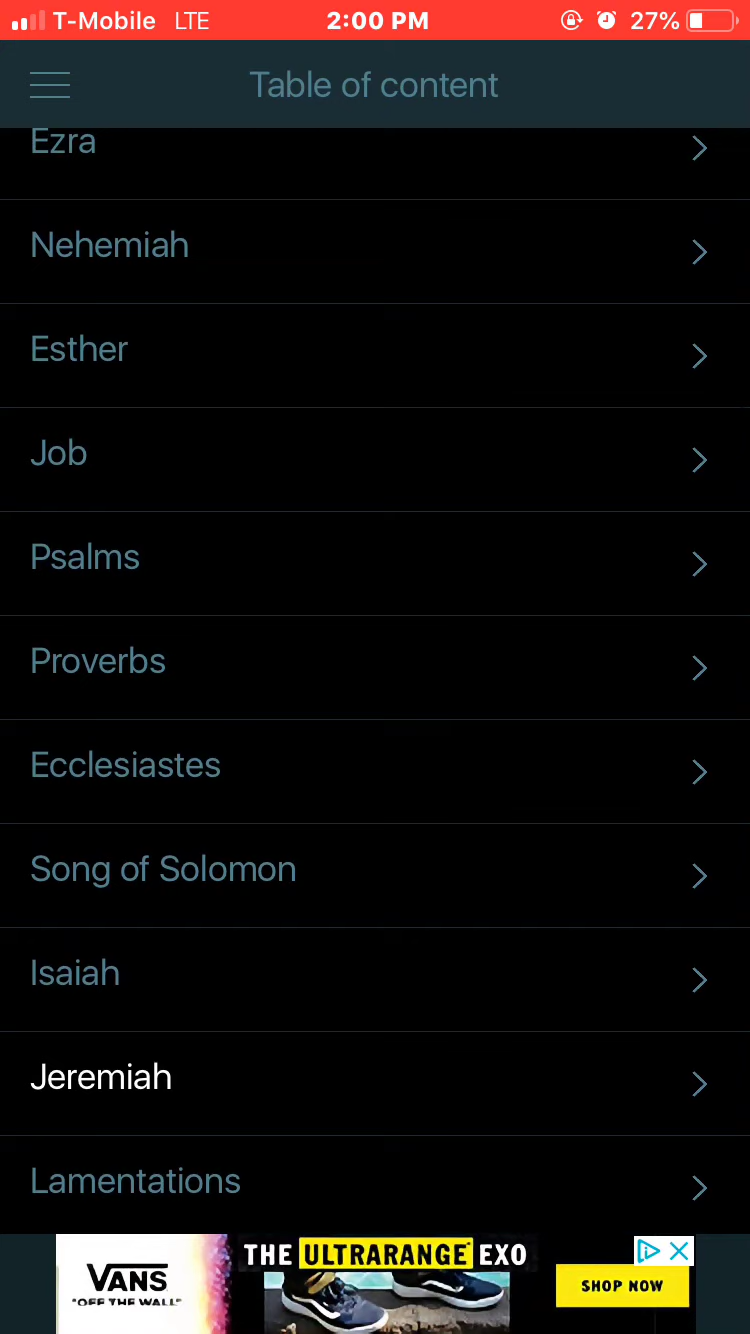 T-Mobile LTE 2:00 PM 27%
Table of content
Ezra
Nehemiah
Esther
Job
Psalms
Proverbs
Ecclesiastes
Song of Solomon
Isaiah
Jeremiah
Lamentations
THE ULTRARANGE EXO
VANS
"OFF THE WALL"
SHOP NOW